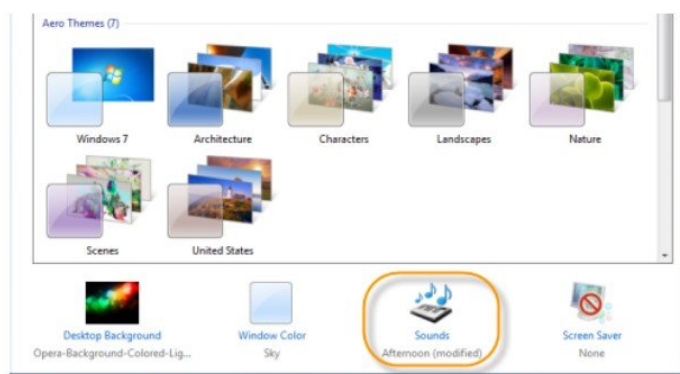 Aero Themes (7)
Windows 7 Architecture Characters Landscapes Nature
Scenes United States
Desktop Background Window Color Sounds Screen Saver
Opera-Background-Colored-Lig... Sky Afternoon (modified) None